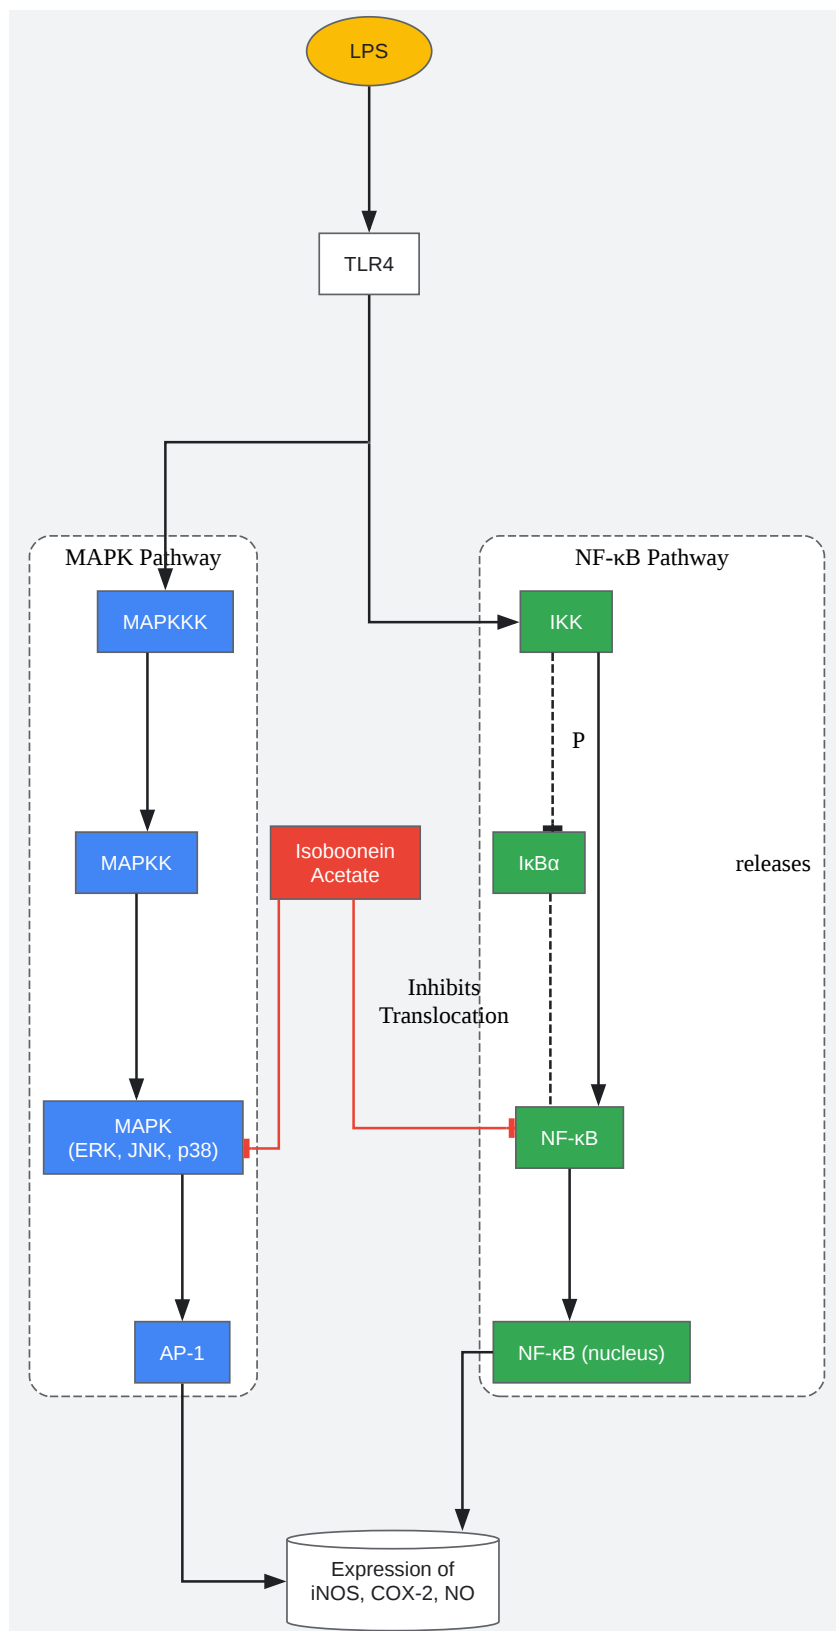 LPS
TLR4
MAPK Pathway
NF-κB Pathway
MAPKKK
IKK
P
MAPKK
Isoboonein
Acetate
IκBα
releases
Inhibits
Translocation
MAPK
(ERK, JNK, p38)
NF-κB
AP-1
NF-κB (nucleus)
Expression of
iNOS, COX-2, NO